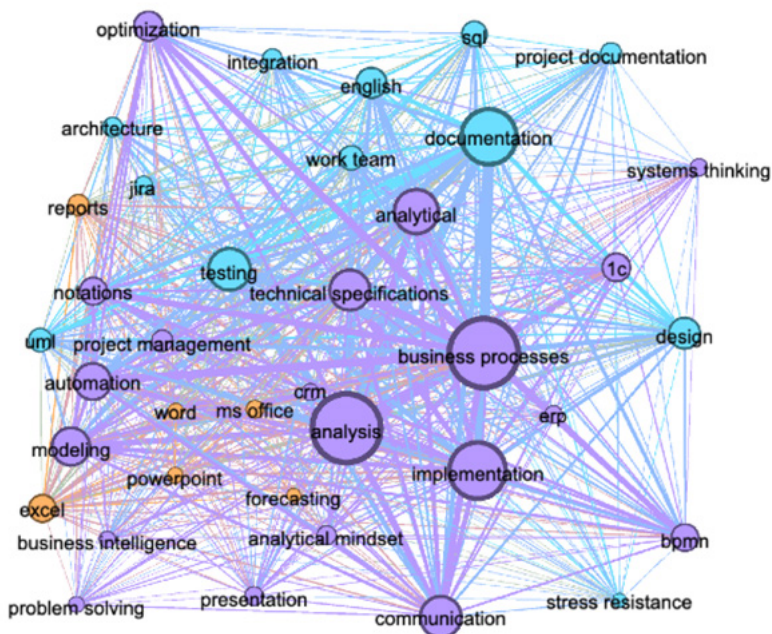 optimization
sql
project documentation
integration
english
architecture
documentation
work team
systems thinking
jira
reports
analytical
testing
1c
notations
technical specifications
uml
project management
business processes
design
automation
crm
word
ms office
erp
analysis
modeling
implementation
powerpoint
forecasting
excel
business intelligence
analytical mindset
bpmn
problem solving
presentation
stress resistance
communication